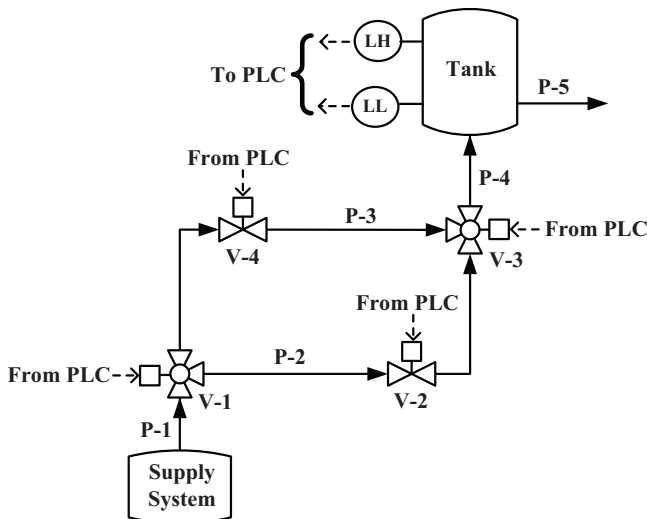 LH
Tank
To PLC
LL
P-5
From PLC
P-4
P-3
From PLC
V-4
V-3
From PLC
P-2
From PLC
V-1
V-2
P-1
Supply
System